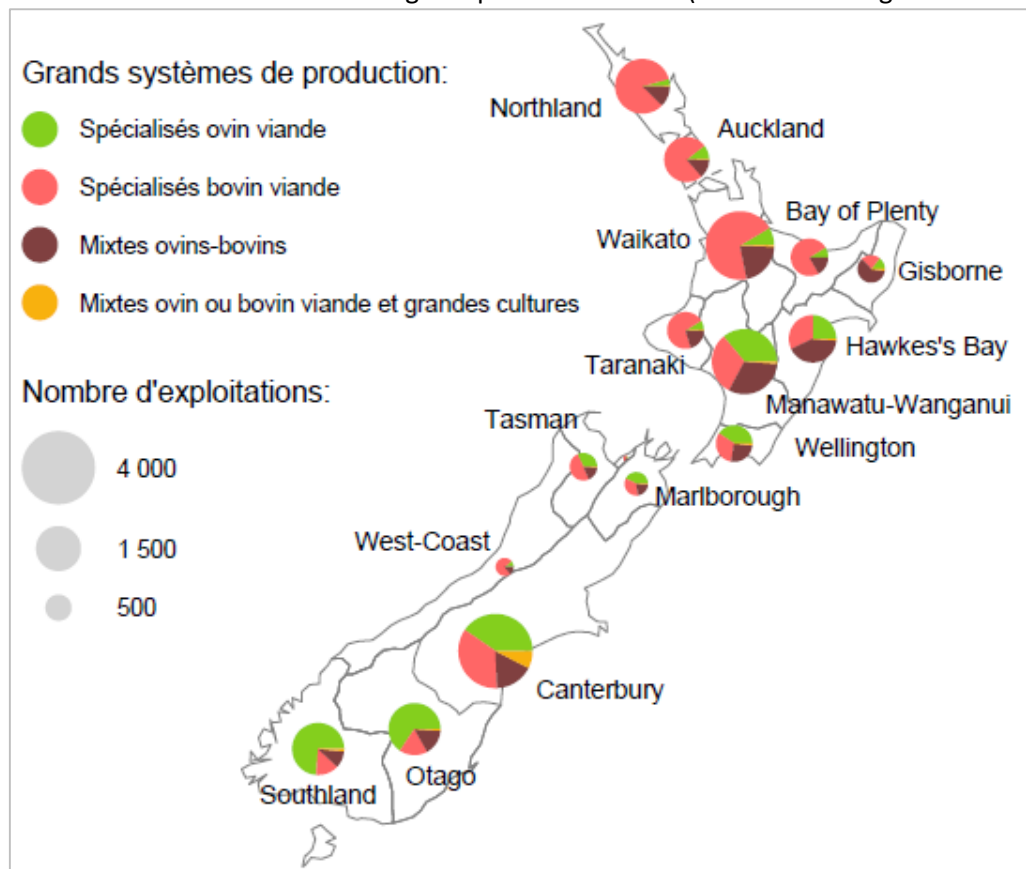 Grands systèmes de production:
Spécialisés ovin viande
Spécialisés bovin viande
Mixtes ovins-bovins
Mixtes ovin ou bovin viande et grandes cultures
Nombre d'exploitations:
4 000
1 500
500
Northland
Auckland
Waikato
Bay of Plenty
Gisborne
Taranaki
Hawkes's Bay
Manawatu-Wanganui
Wellington
Tasman
Marlborough
West-Coast
Canterbury
Otago
Southland